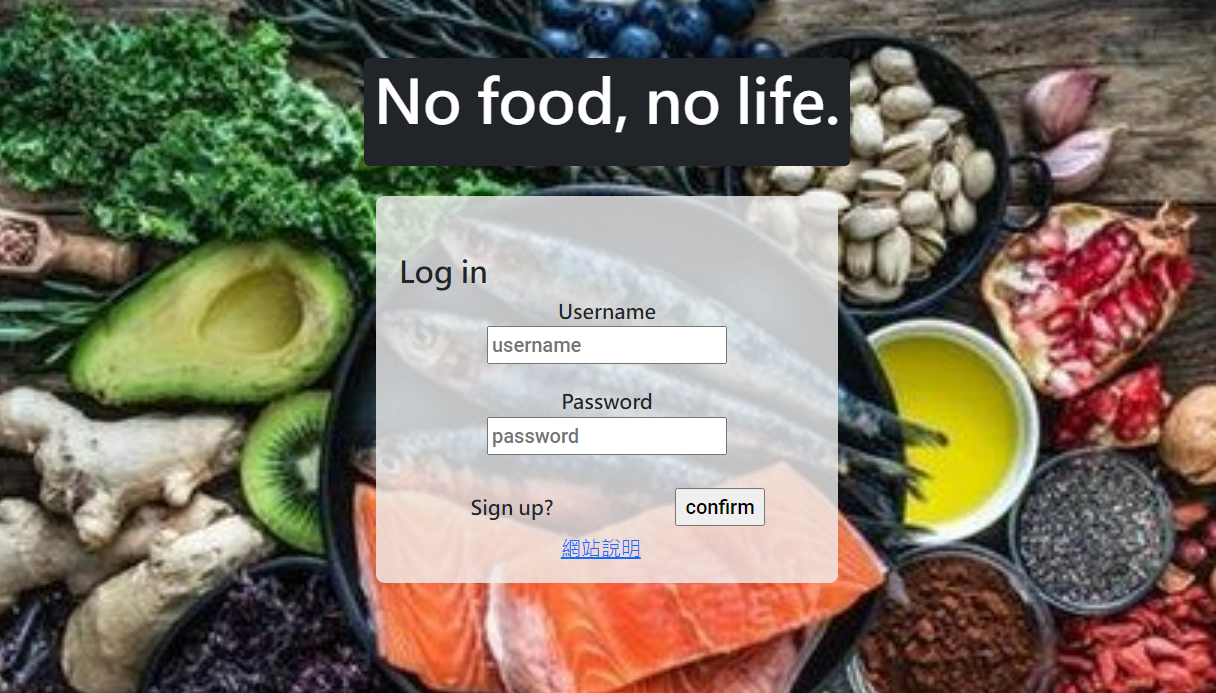 No food, no life.
Log in
Username
username
Password
password
Sign up? confirm
網站說明